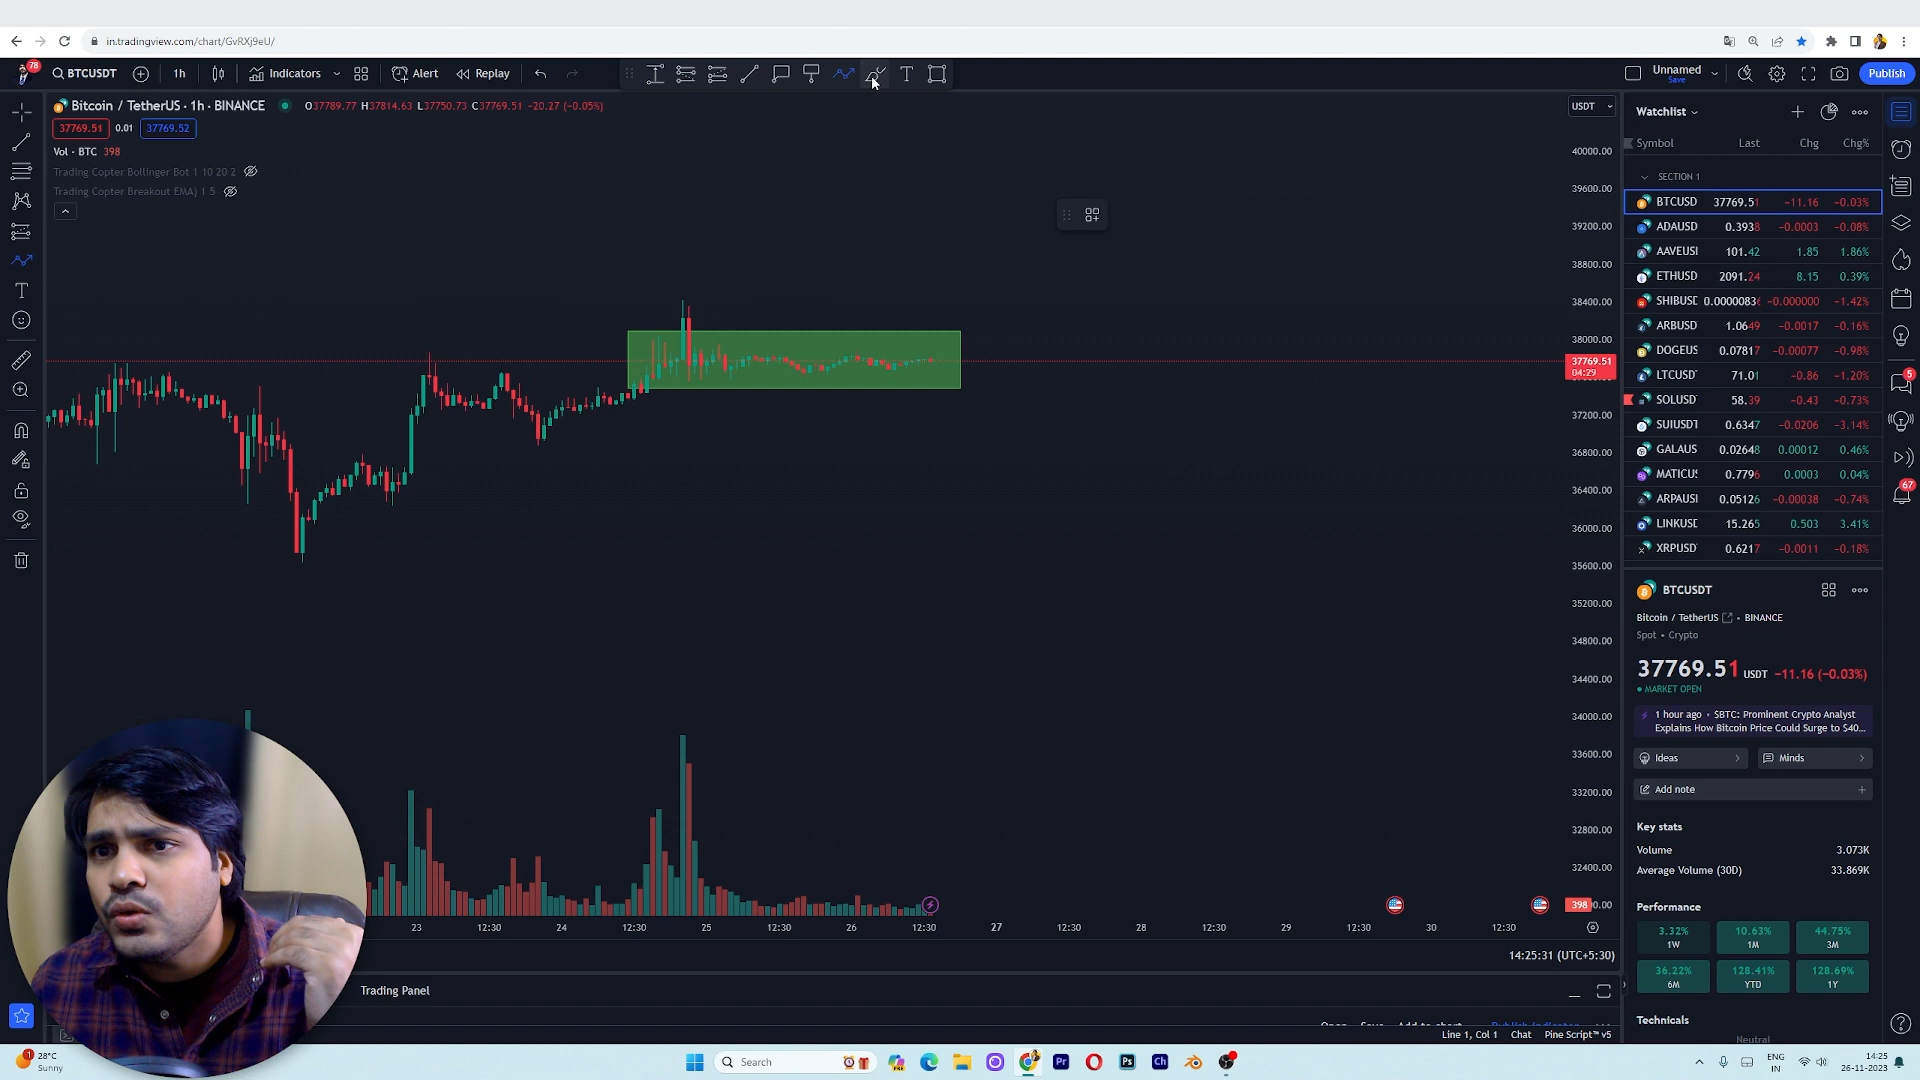 in.tradingview.com/chart/GvRXj9eU/
78
BTCUSDT
1h
Indicators
Alert
Replay
T
Unnamed
Save
Publish
Bitcoin / TetherUS · 1h · BINANCE
O37789.77 H37814.63 L37750.73 C37769.51 −20.27 (−0.05%)
37769.51 0.01 37769.52
Vol · BTC 398
Trading Copter Bollinger Bot 1 10 20 2
Trading Copter Breakout EMA) 1 5
USDT
40000.00
39600.00
39200.00
38800.00
38400.00
38000.00
37769.51
04:29
37200.00
36800.00
36400.00
36000.00
35600.00
35200.00
34800.00
34400.00
34000.00
33600.00
33200.00
32800.00
32400.00
398
23 12:30 24 12:30 25 12:30 26 12:30 27 12:30 28 12:30 29 12:30 30 12:30
14:25:31 (UTC+5:30)
Trading Panel
Line 1, Col 1 Chat Pine Script™ v5
Watchlist
Symbol Last Chg Chg%
SECTION 1
BTCUSD 37769.51 −11.16 −0.03%
ADAUSD 0.3938 −0.0003 −0.08%
AAVEUSI 101.42 1.85 1.86%
ETHUSD 2091.24 8.15 0.39%
SHIBUSD 0.0000083 −0.000000 −1.42%
ARBUSD 1.0649 −0.0017 −0.16%
DOGEUS 0.07817 −0.00077 −0.98%
LTCUSD 71.01 −0.86 −1.20%
SOLUSD 58.39 −0.43 −0.73%
SUIUSDT 0.6347 −0.0206 −3.14%
GALAUS 0.02648 0.00012 0.46%
MATICUS 0.7796 0.0003 0.04%
ARPAUSI 0.05126 −0.00038 −0.74%
LINKUSD 15.265 0.503 3.41%
XRPUSD 0.6217 −0.0011 −0.18%
BTCUSDT
Bitcoin / TetherUS • BINANCE
Spot • Crypto
37769.51 USDT −11.16 (−0.03%)
MARKET OPEN
1 hour ago • $BTC: Prominent Crypto Analyst
Explains How Bitcoin Price Could Surge to $40...
Ideas
Minds
Add note
Key stats
Volume 3.073K
Average Volume (30D) 33.869K
Performance
3.32% 10.63% 44.75%
1W 1M 3M
36.22% 128.41% 128.69%
6M YTD 1Y
Technicals
Neutral
5
67
28°C
Sunny
1
Search
Pr
Ps
Ch
ENG
IN
14:25
26-11-2023